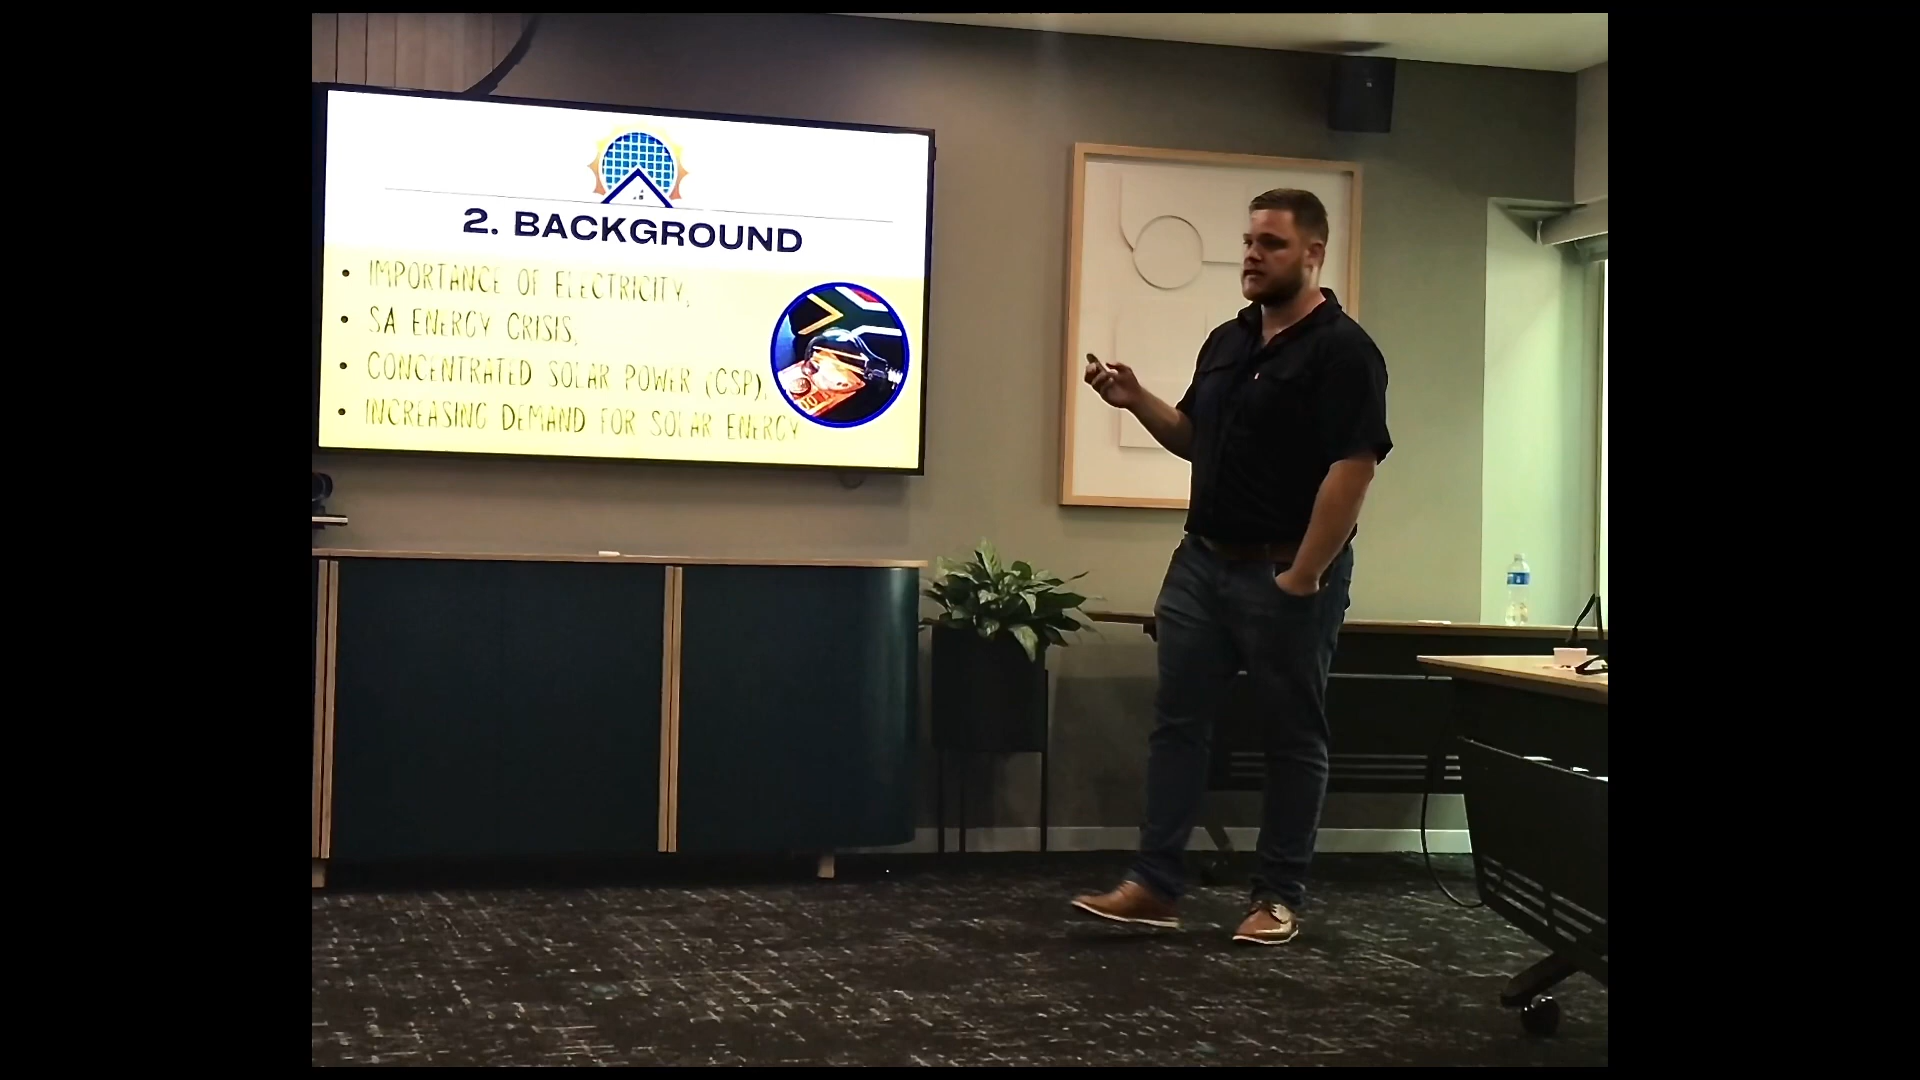 2. BACKGROUND
• IMPORTANCE OF ELECTRICITY,
• SA ENERGY CRISIS,
• CONCENTRATED SOLAR POWER (CSP),
• INCREASING DEMAND FOR SOLAR ENERGY